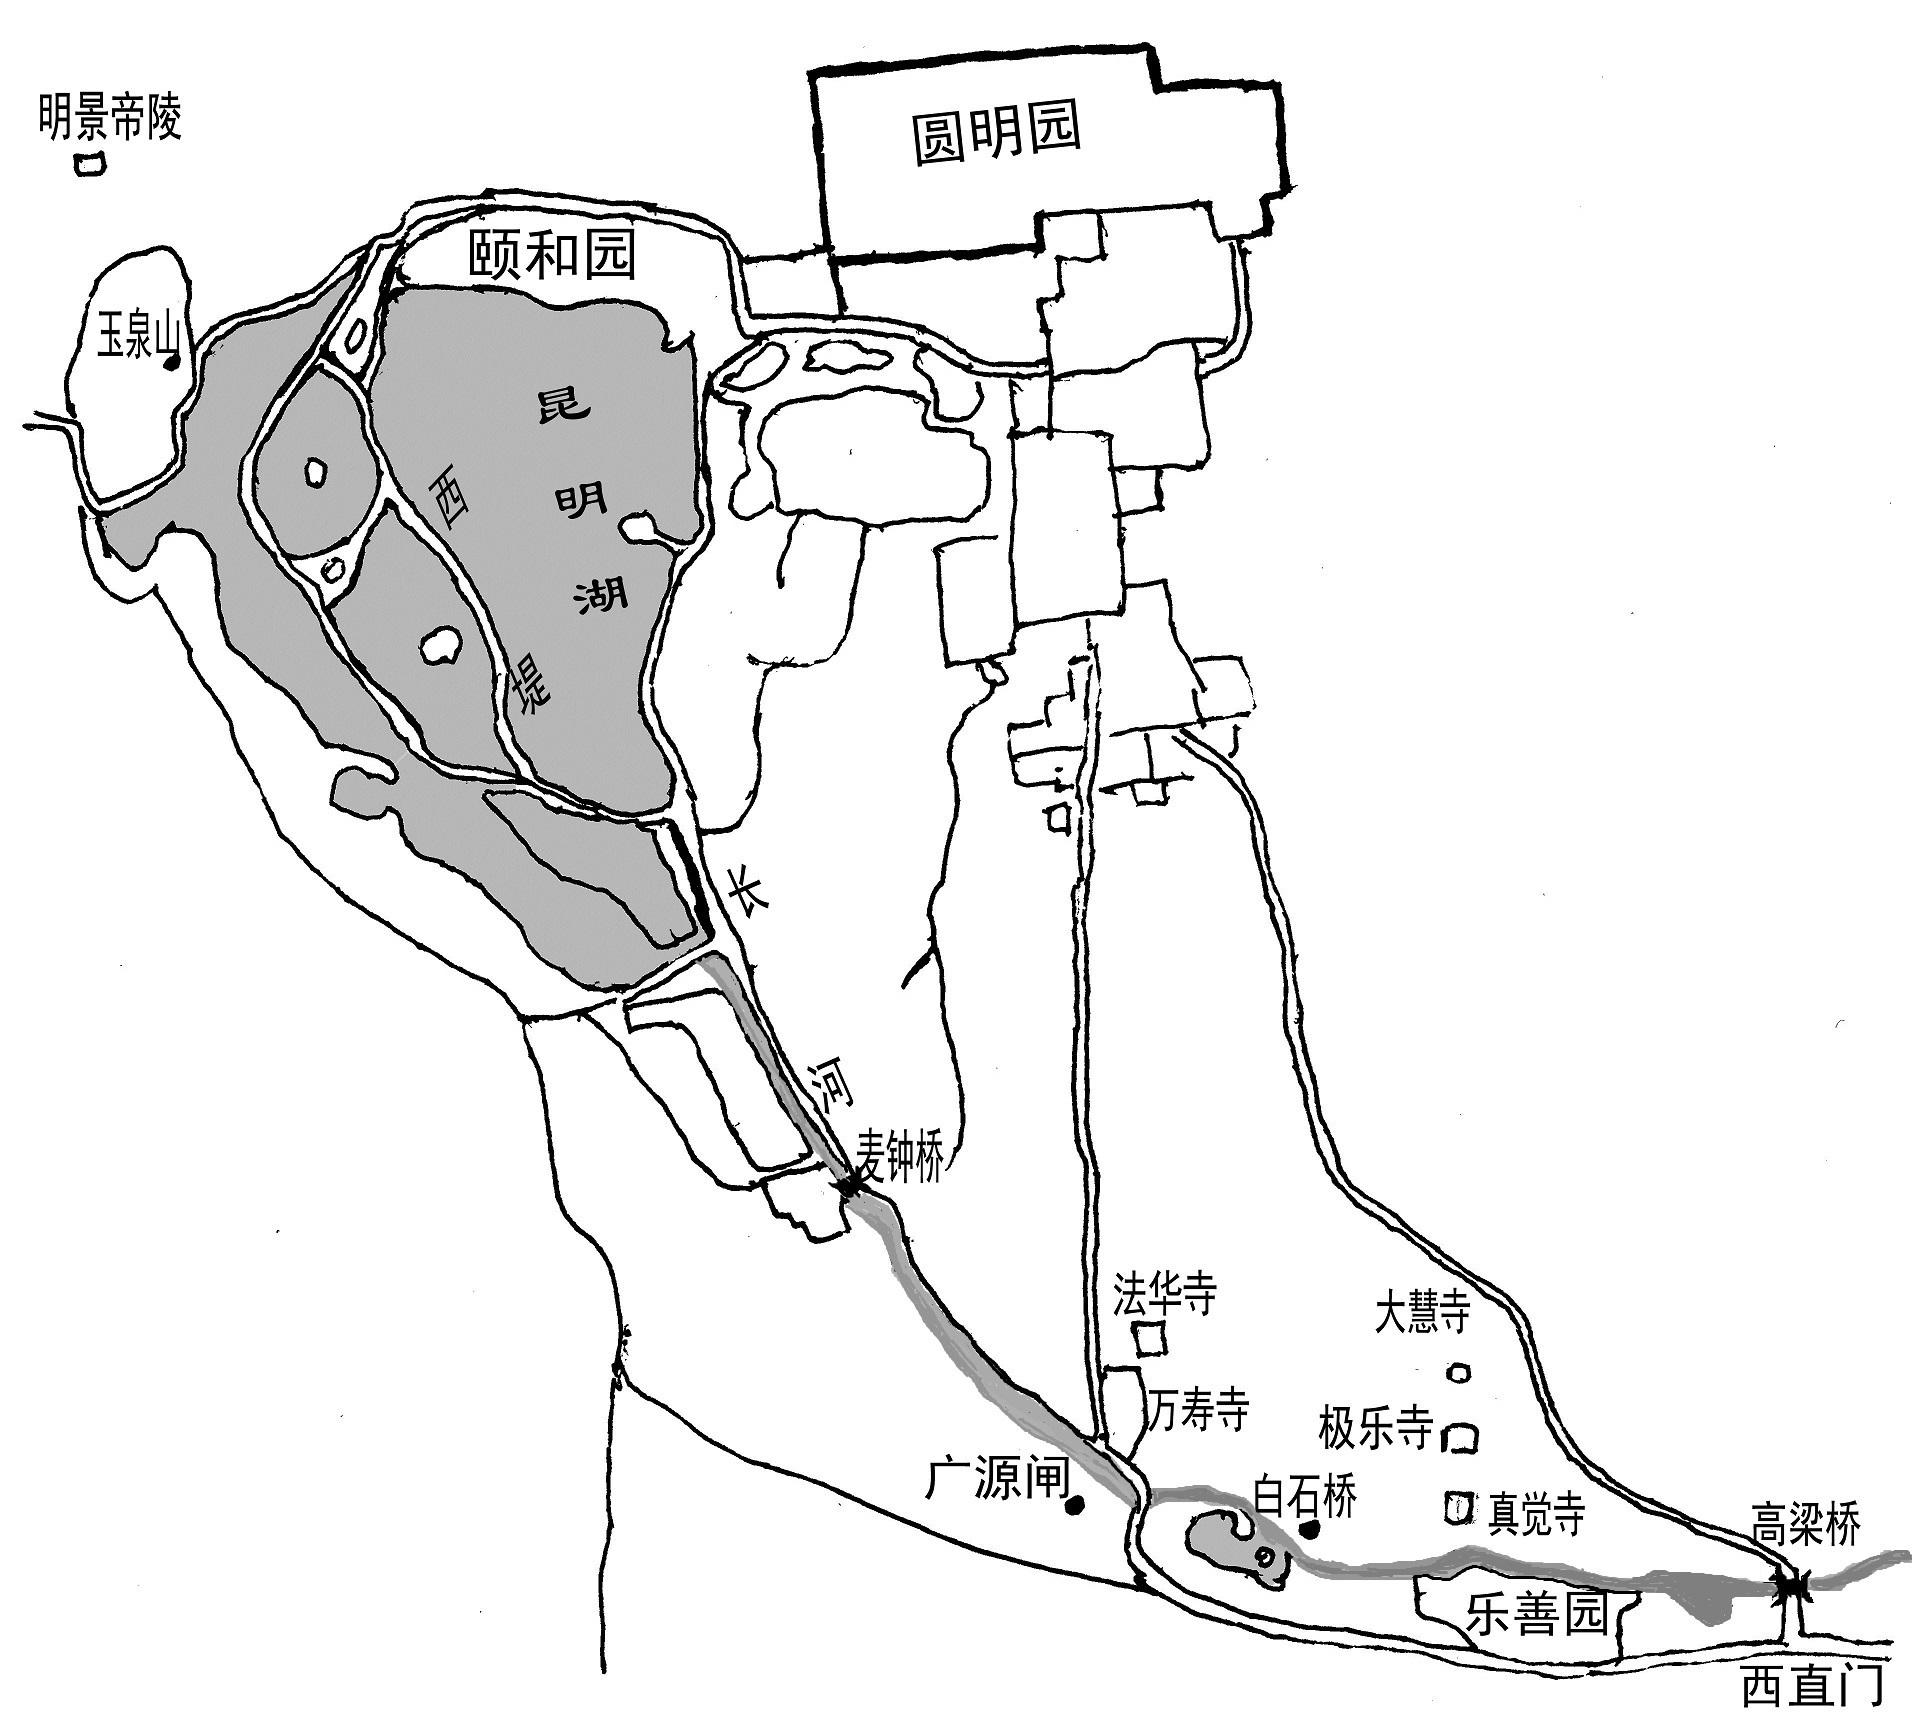 明景帝陵
圆明园
颐和园
玉泉山
昆明湖
西堤
长河
麦钟桥
法华寺
大慧寺
万寿寺
极乐寺
广源闸
白石桥
真觉寺
高梁桥
乐善园
西直门